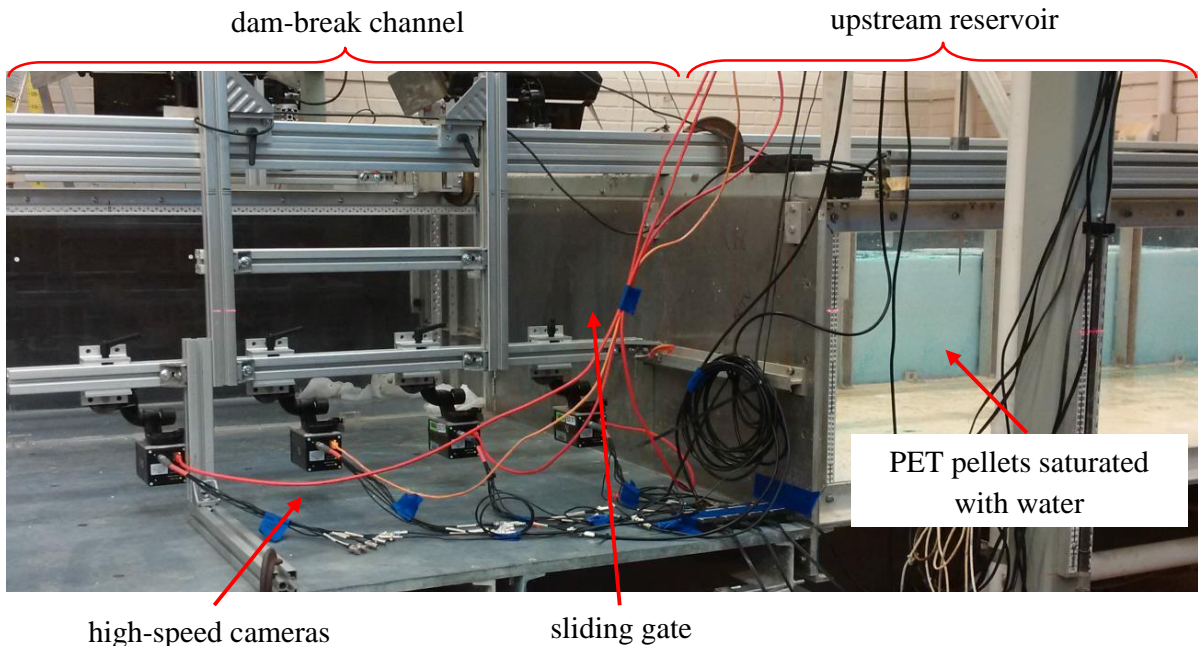 dam-break channel
upstream reservoir
PET pellets saturated
with water
high-speed cameras
sliding gate